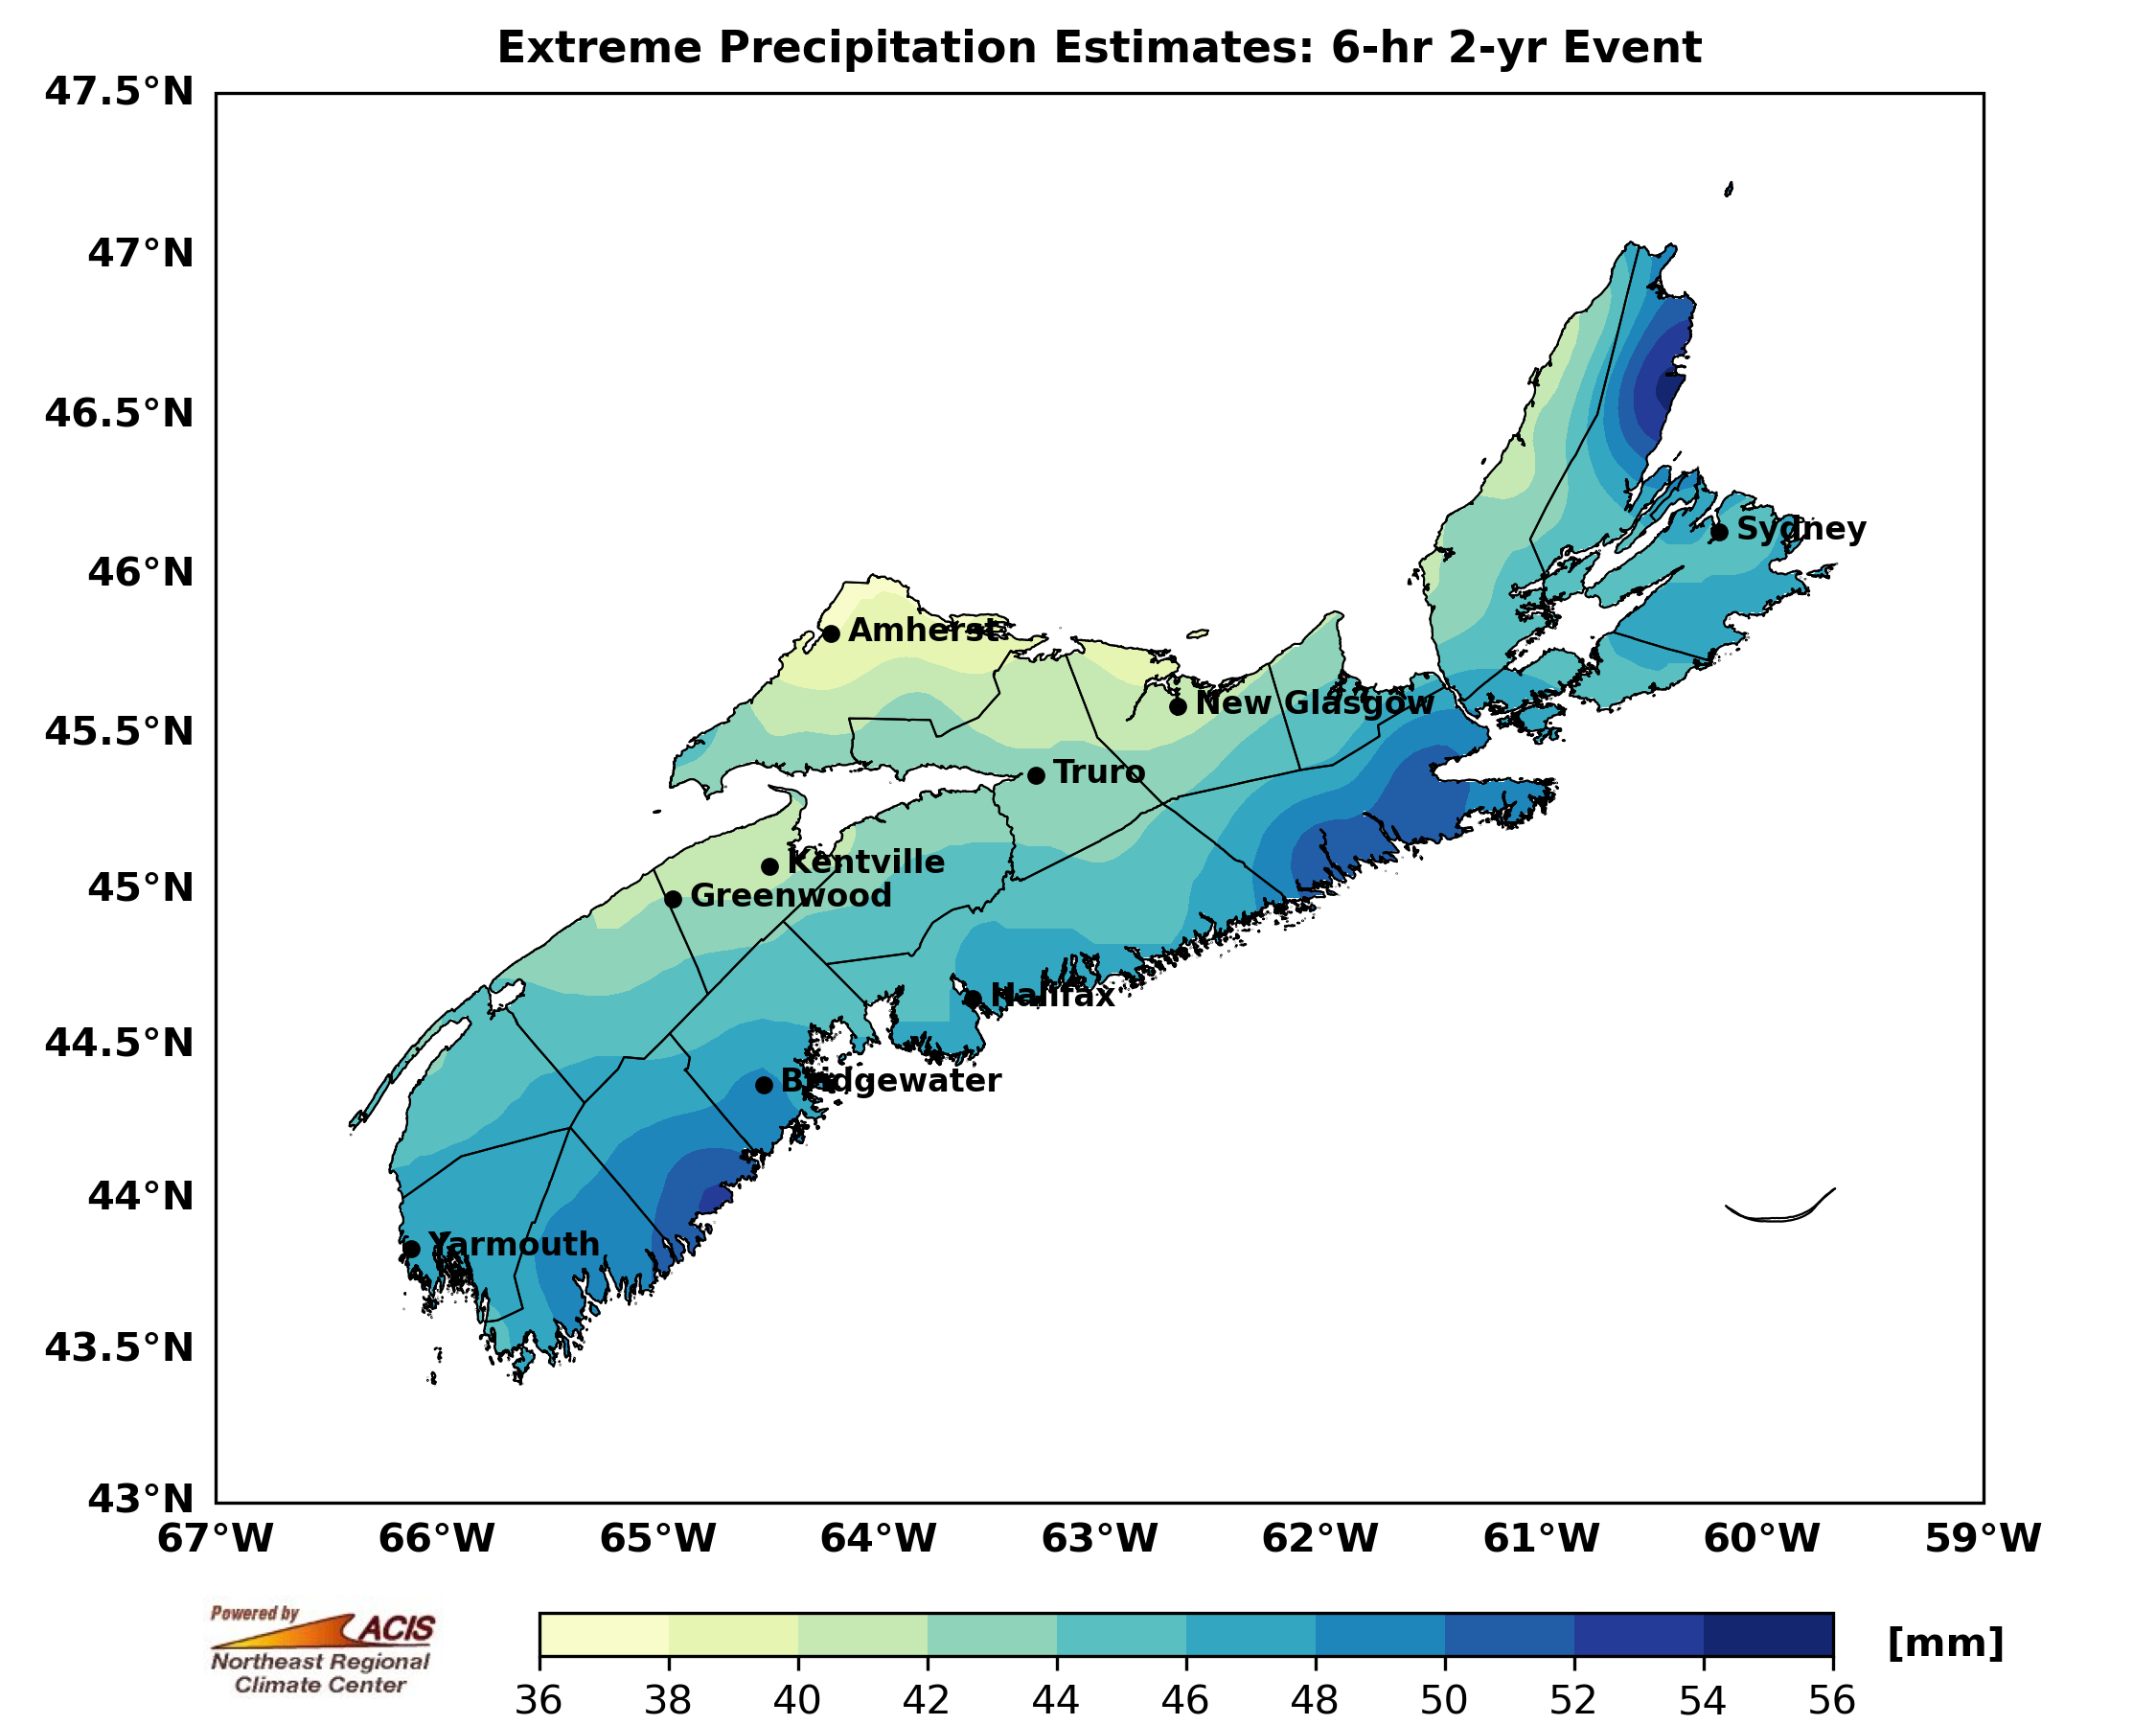 Extreme Precipitation Estimates: 6-hr 2-yr Event
47.5°N
47°N
46.5°N
46°N
45.5°N
45°N
44.5°N
44°N
43.5°N
43°N
Sydney
Amherst
New Glasgow
Truro
Kentville
Greenwood
Halifax
Bridgewater
Yarmouth
67°W 66°W 65°W 64°W 63°W 62°W 61°W 60°W 59°W
Powered by
ACIS
Northeast Regional
Climate Center
[mm]
36 38 40 42 44 46 48 50 52 54 56